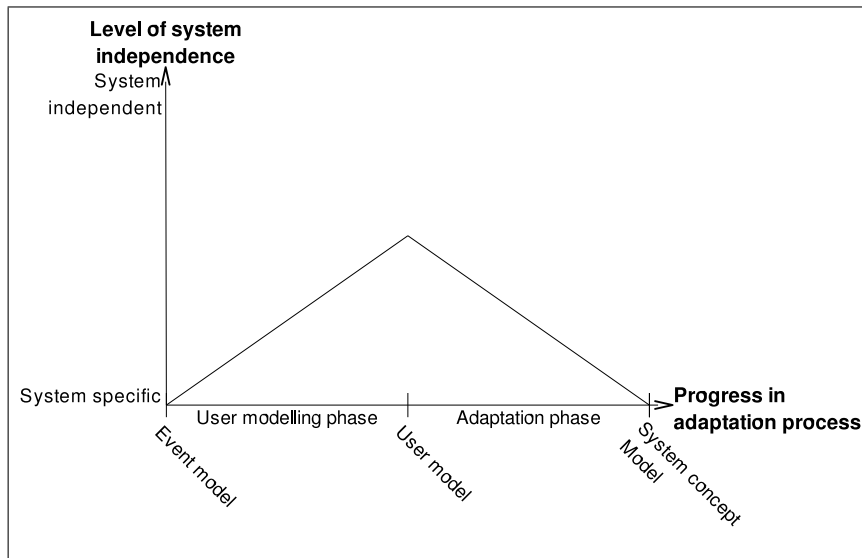 Level of system
independence
System
independent
System specific
User modelling phase
Adaptation phase
Progress in
adaptation process
Event model
User model
System concept
Model